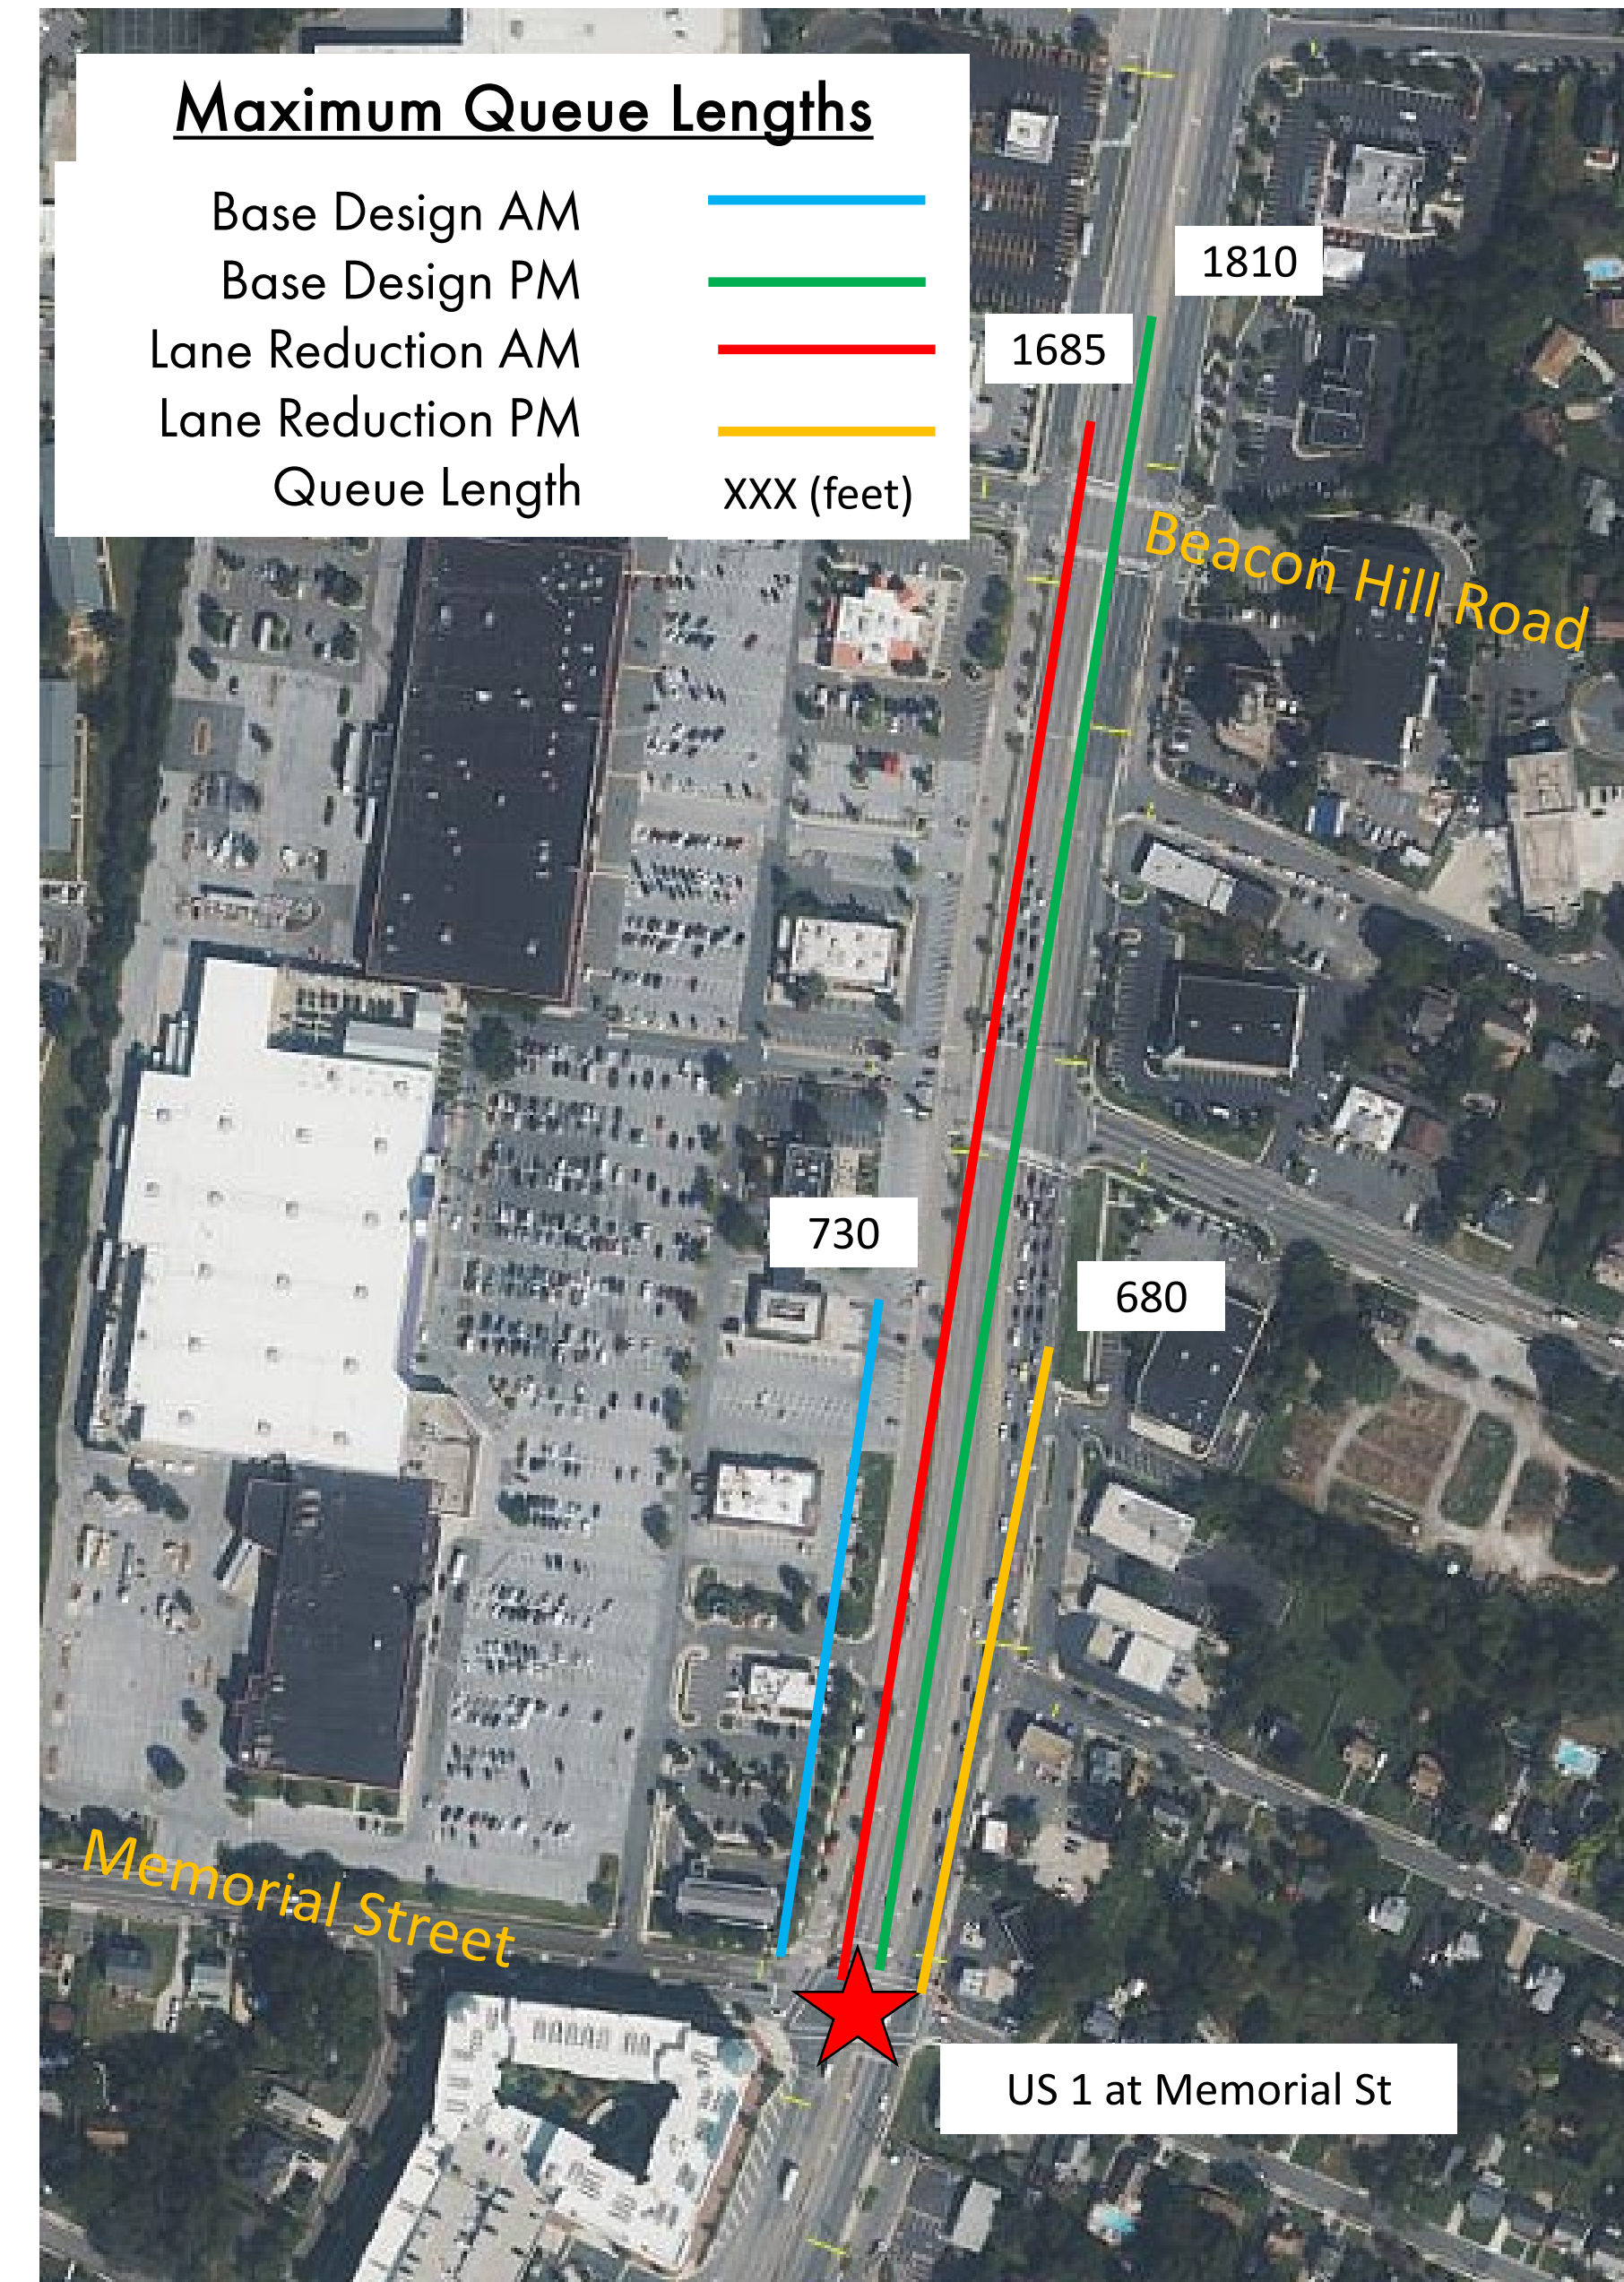 Maximum Queue Lengths
Base Design AM
Base Design PM
Lane Reduction AM
Lane Reduction PM
Queue Length XXX (feet)
1810
1685
Beacon Hill Road
730
680
Memorial Street
US 1 at Memorial St